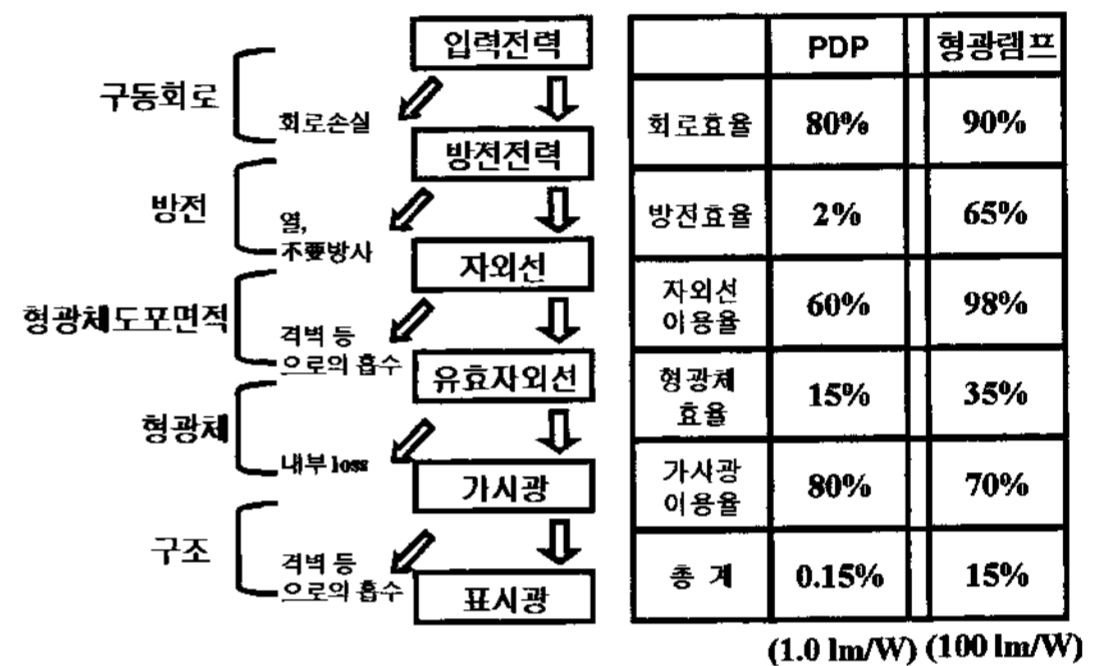 입력전력
구동회로
회로손실
방전전력
방전
열,
不要방사
자외선
형광체도포면적
격벽 등
으로의 흡수
유효자외선
형광체
내부 loss
가시광
구조
격벽 등
으로의 흡수
표시광
PDP 형광램프
회로효율 80% 90%
방전효율 2% 65%
자외선
이용율 60% 98%
형광체
효율 15% 35%
가시광
이용율 80% 70%
총 계 0.15% 15%
(1.0 lm/W) (100 lm/W)